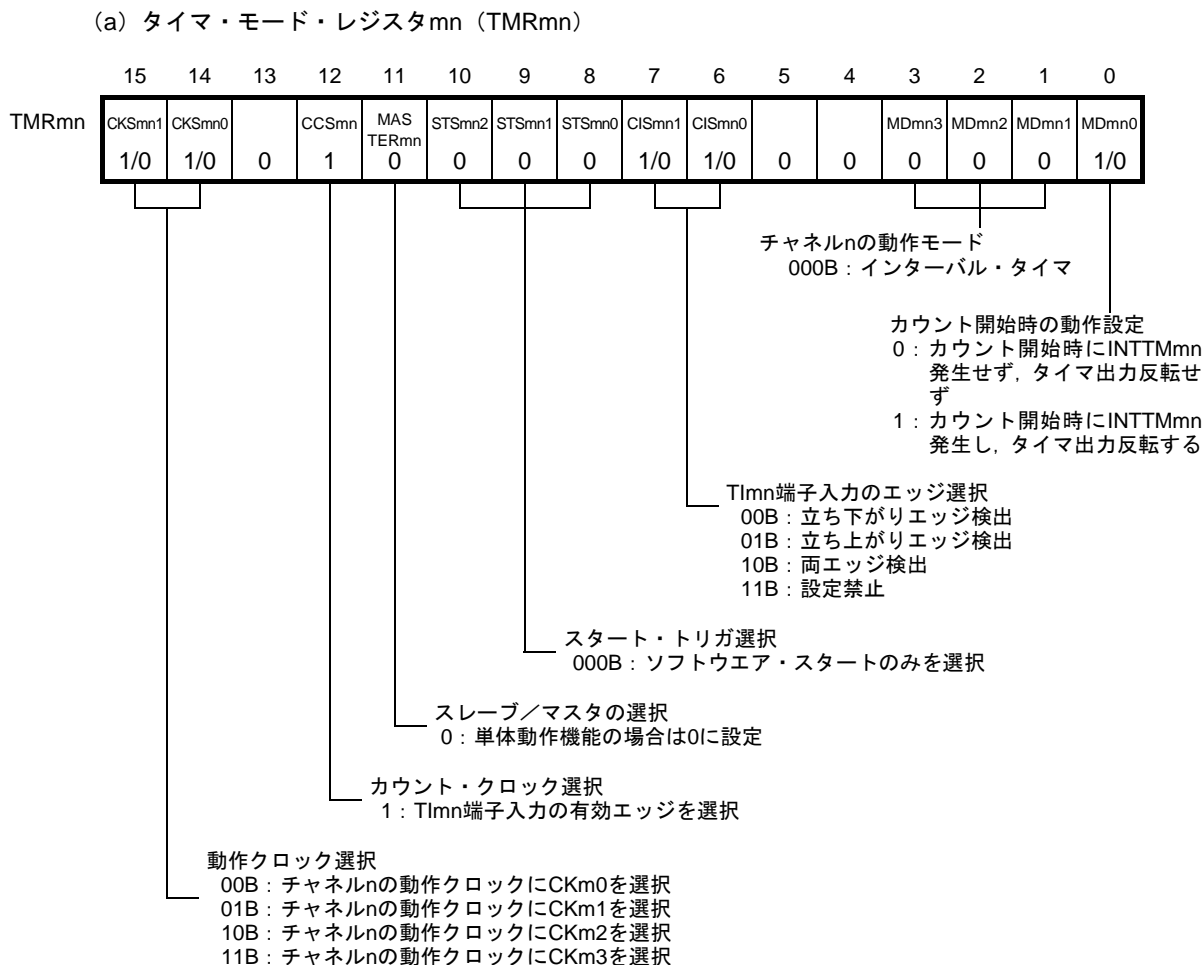 (a) タイマ・モード・レジスタmn（TMRmn）
15 14 13 12 11 10 9 8 7 6 5 4 3 2 1 0
TMRmn
CKSmn1 CKSmn0 CCSmn MAS TERmn STSmn2 STSmn1 STSmn0 CISmn1 CISmn0 MDmn3 MDmn2 MDmn1 MDmn0
1/0 1/0 0 1 0 0 0 0 1/0 1/0 0 0 0 0 0 1/0
チャネルnの動作モード
000B：インターバル・タイマ
カウント開始時の動作設定
0：カウント開始時にINTTMmn
発生せず, タイマ出力反転せ
ず
1：カウント開始時にINTTMmn
発生し, タイマ出力反転する
TImn端子入力のエッジ選択
00B：立ち下がりエッジ検出
01B：立ち上がりエッジ検出
10B：両エッジ検出
11B：設定禁止
スタート・トリガ選択
000B：ソフトウエア・スタートのみを選択
スレーブ／マスタの選択
0：単体動作機能の場合は0に設定
カウント・クロック選択
1：TImn端子入力の有効エッジを選択
動作クロック選択
00B：チャネルnの動作クロックにCKm0を選択
01B：チャネルnの動作クロックにCKm1を選択
10B：チャネルnの動作クロックにCKm2を選択
11B：チャネルnの動作クロックにCKm3を選択